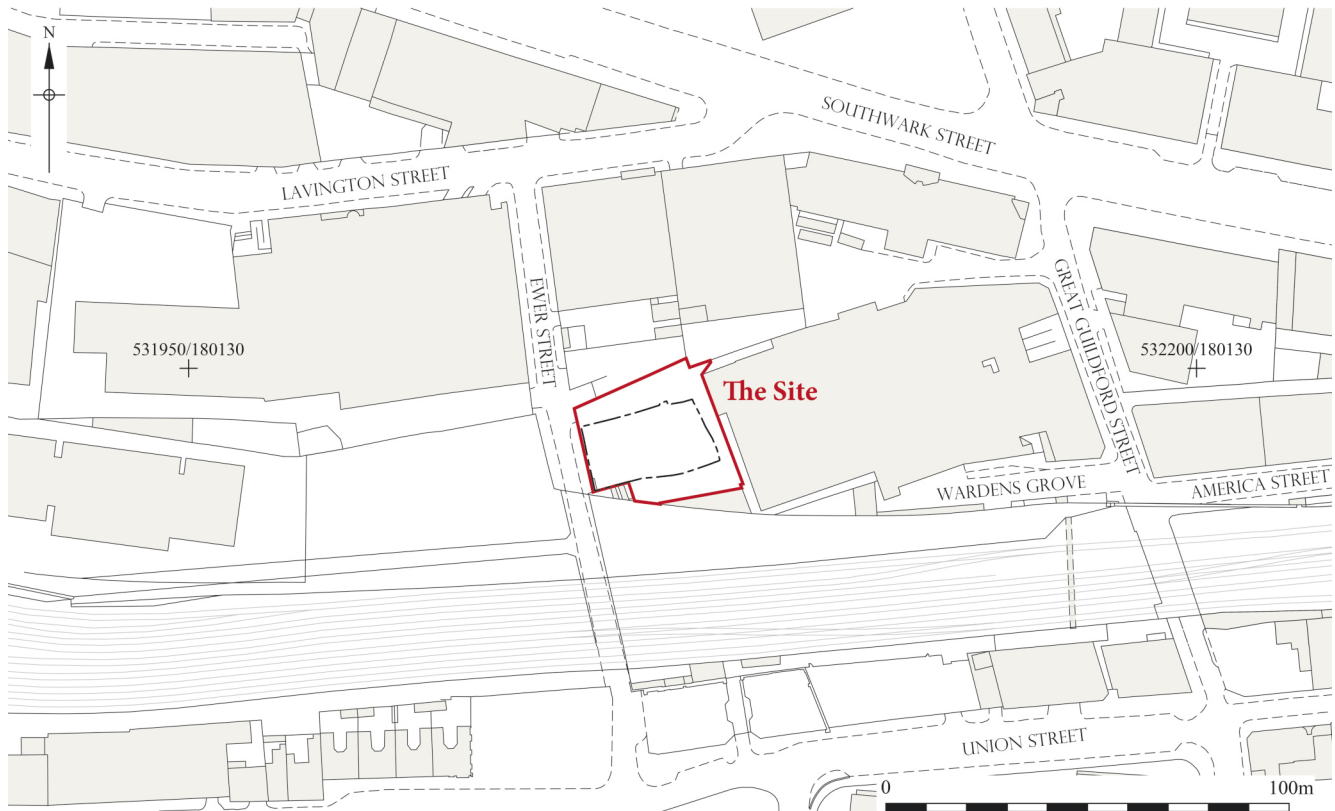 N
SOUTHWARK STREET
LAVINGTON STREET
EWER STREET
GREAT GUILDFORD STREET
531950/180130
532200/180130
The Site
WARDENS GROVE
AMERICA STREET
UNION STREET
0
100m